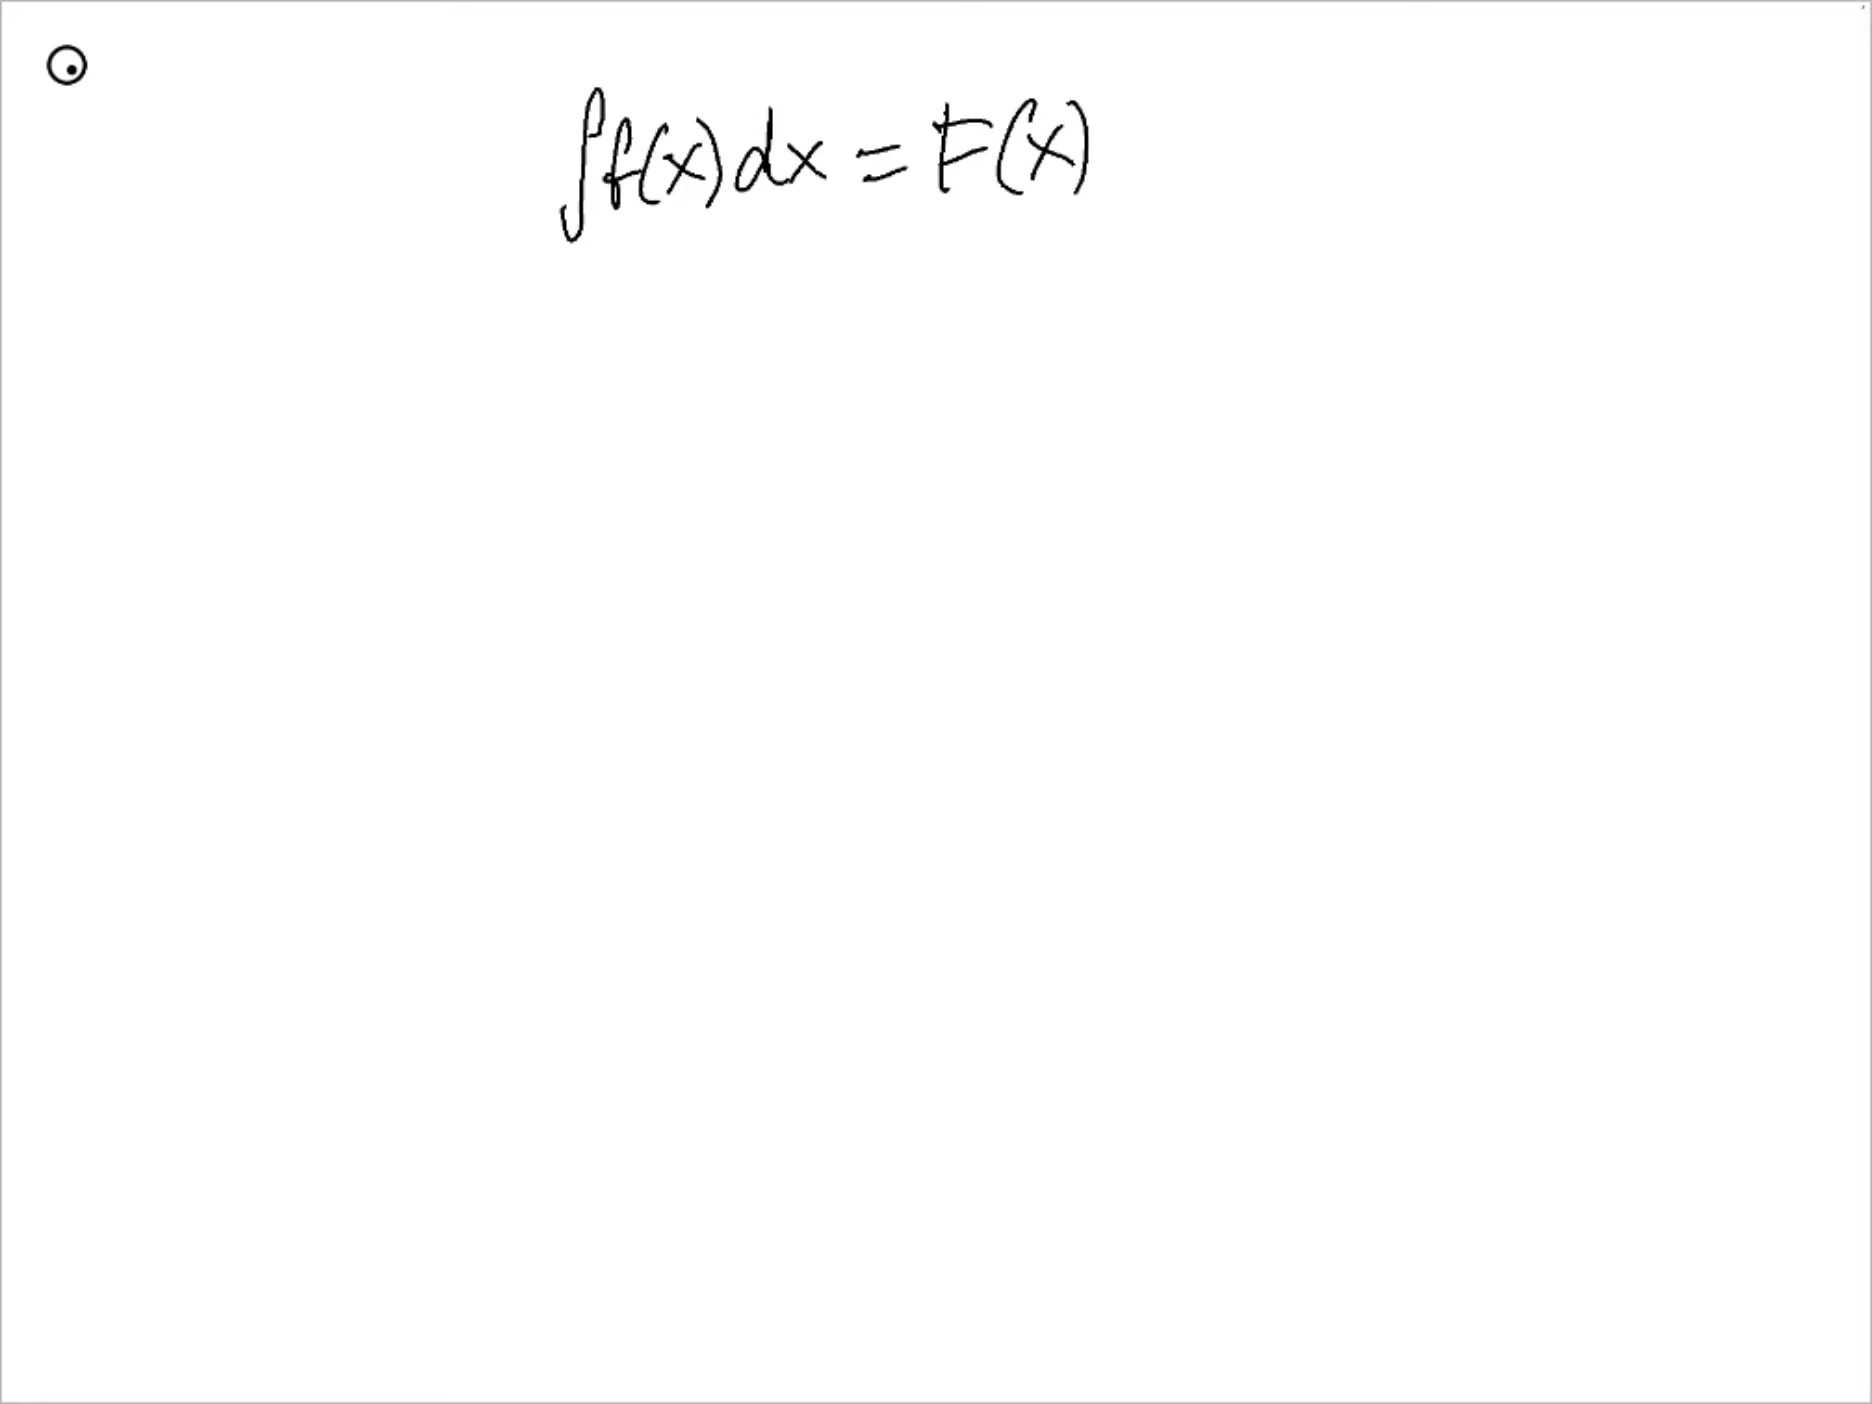 ∫f(x)dx = F(x)